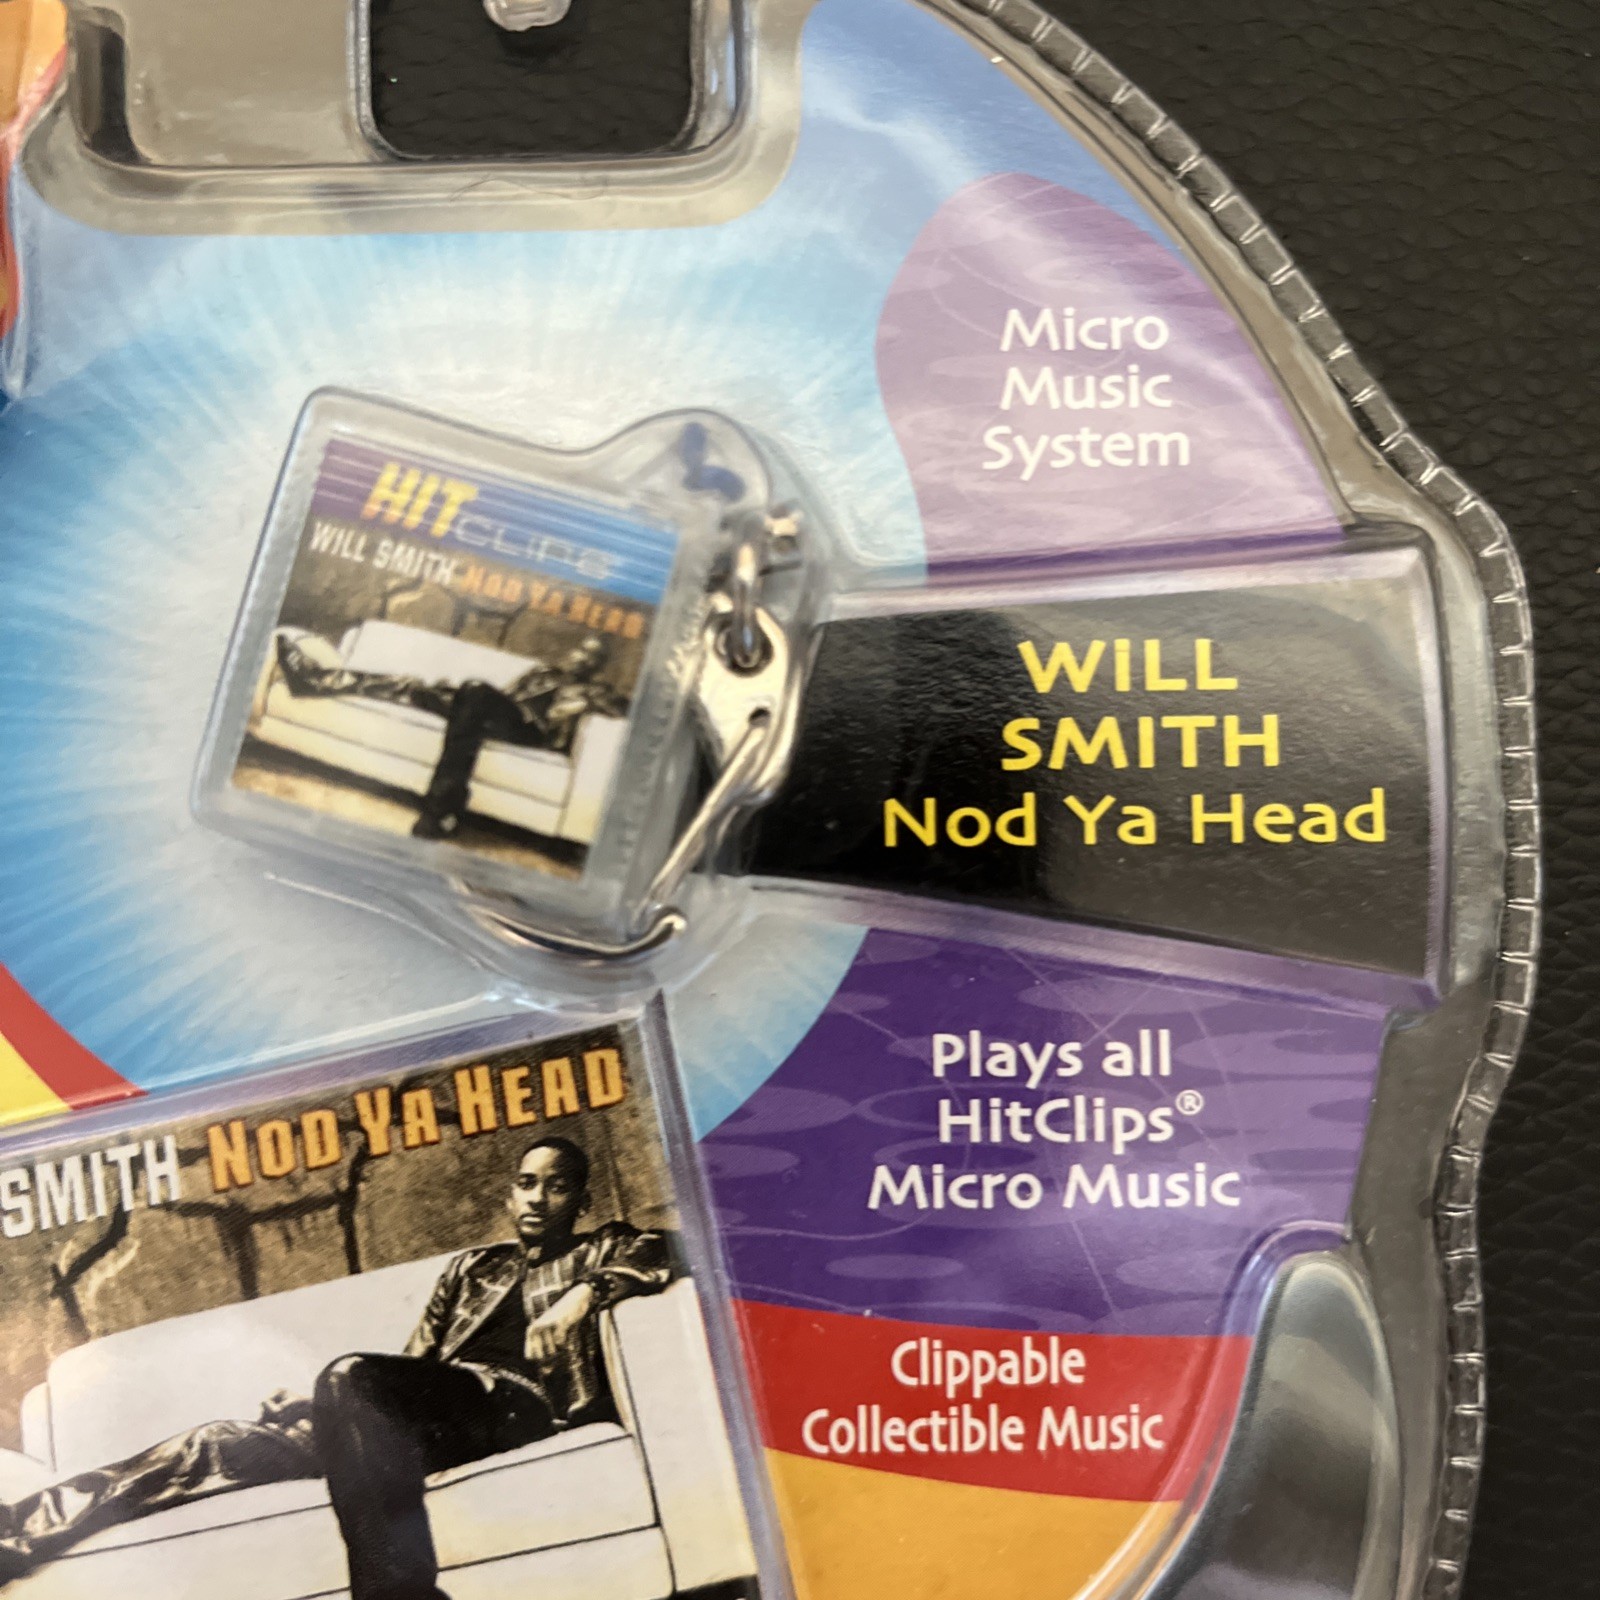 Micro
Music
System
HIT
CLIPS
WILL SMITH NOD YA HEAD
WiLL
SMITH
Nod Ya Head
Plays all
HitClips®
Micro Music
SMITH NOD YA HEAD
Clippable
Collectible Music